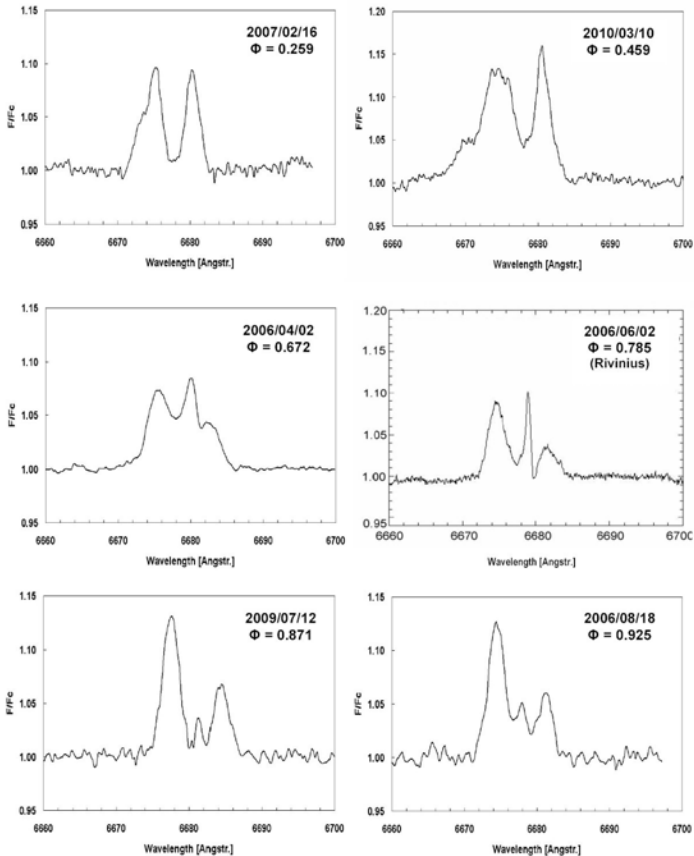 1.15
1.10
1.05
1.00
0.95
F/Fc
2007/02/16
Φ = 0.259
6660 6670 6680 6690 6700
Wavelength [Angstr.]
1.20
1.15
1.10
1.05
1.00
0.95
F/Fc
2010/03/10
Φ = 0.459
6660 6670 6680 6690 6700
Wavelength [Angstr.]
1.15
1.10
1.05
1.00
0.95
F/Fc
2006/04/02
Φ = 0.672
6660 6670 6680 6690 6700
Wavelength [Angstr.]
1.20
1.15
1.10
1.05
1.00
0.95
2006/06/02
Φ = 0.785
(Rivinius)
6660 6670 6680 6690 6700
Wavelength [Angstr.]
1.15
1.10
1.05
1.00
0.95
F/Fc
2009/07/12
Φ = 0.871
6660 6670 6680 6690 6700
Wavelength [Angstr.]
1.15
1.10
1.05
1.00
0.95
F/Fc
2006/08/18
Φ = 0.925
6660 6670 6680 6690 6700
Wavelength [Angstr.]